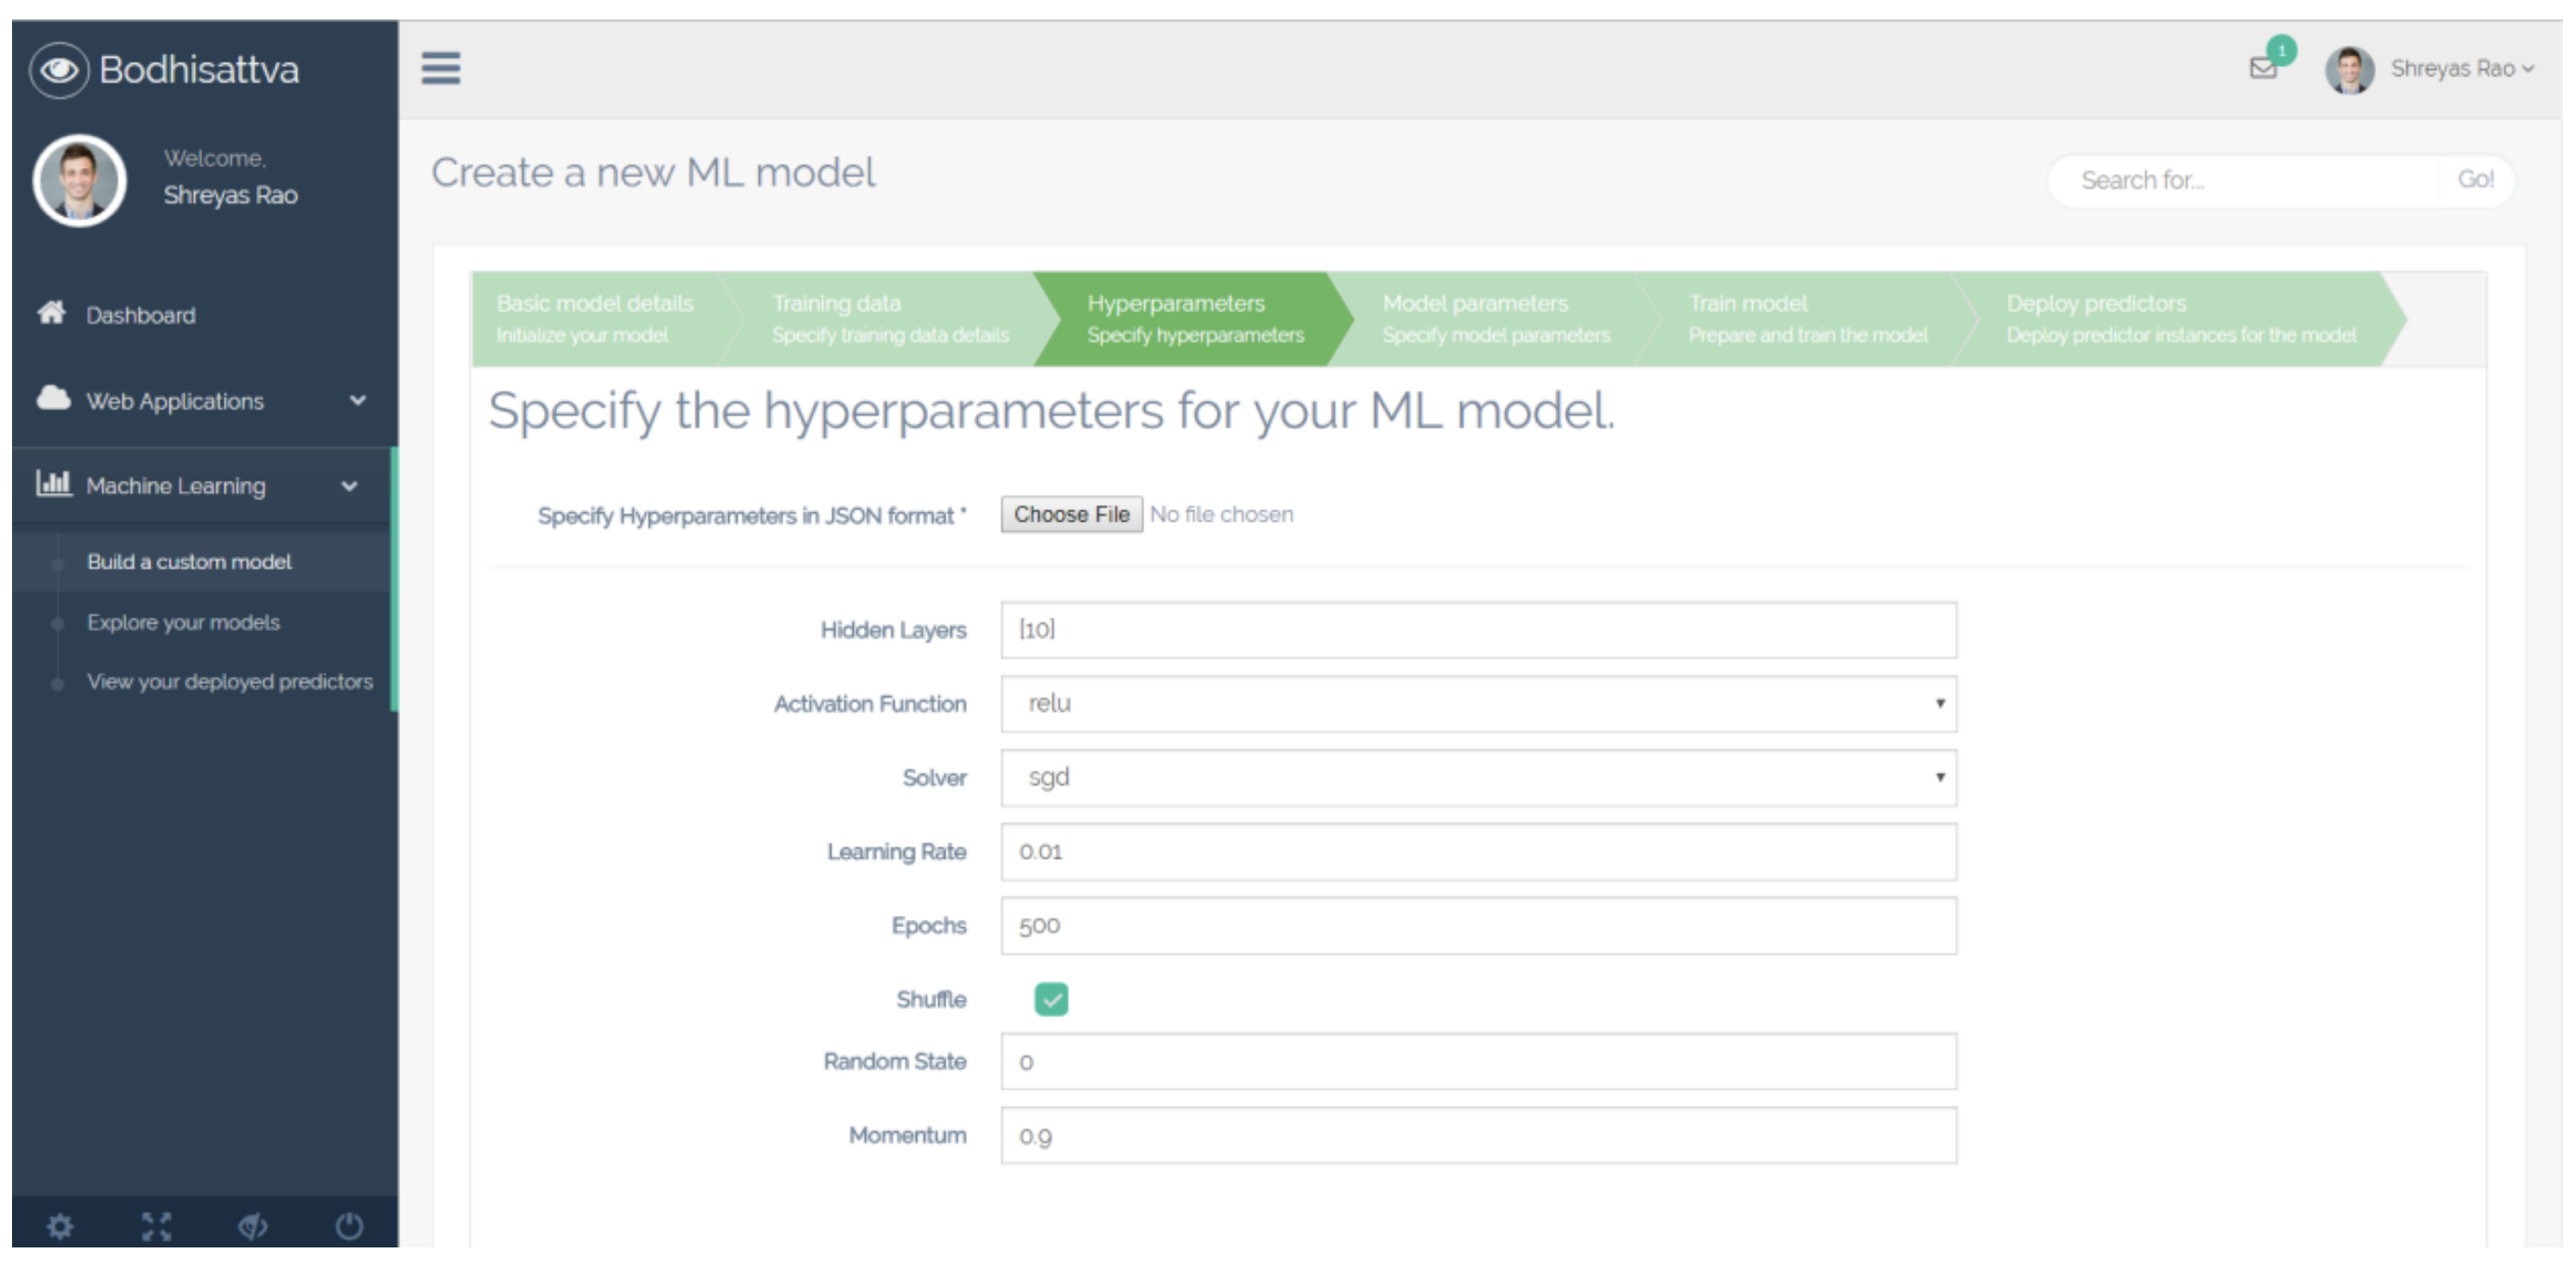 Bodhisattva
1
Shreyas Rao
Welcome,
Shreyas Rao
Dashboard
Web Applications
Machine Learning
Build a custom model
Explore your models
View your deployed predictors
Create a new ML model
Search for...
Go!
Basic model details
Initialize your model
Training data
Specify training data details
Hyperparameters
Specify hyperparameters
Model parameters
Specify model parameters
Train model
Prepare and train the model
Deploy predictors
Deploy predictor instances for the model
Specify the hyperparameters for your ML model.
Specify Hyperparameters in JSON format * Choose File No file chosen
Hidden Layers [10]
Activation Function relu
Solver sgd
Learning Rate 0.01
Epochs 500
Shuffle
Random State 0
Momentum 0.9